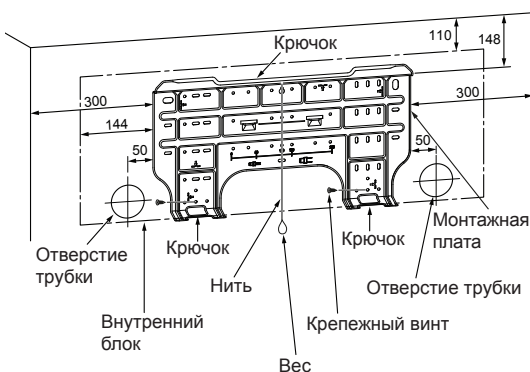 Крючок
110
148
300
144
50
300
50
Отверстие
трубки
Крючок
Внутренний
блок
Нить
Вес
Крючок
Крепежный винт
Монтажная
плата
Отверстие трубки